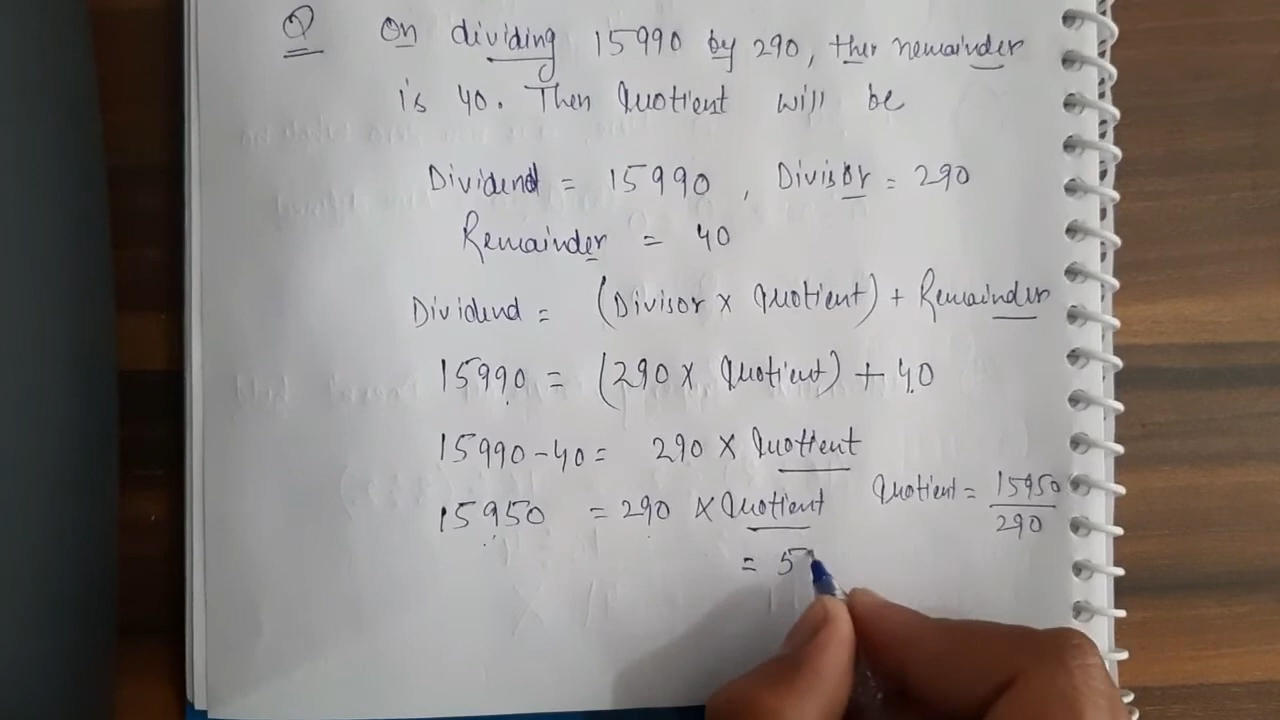 Q On dividing 15990 by 290, ther remainder
is 40. Then Quotient will be
Dividend = 15990, Divisor = 290
Remainder = 40
Dividend = (Divisor x Quotient) + Remainder
15990 = (290 x Quotient) + 40
15990-40 = 290 x Quotient
15950 = 290 x Quotient
Quotient = 15950
290
= 5